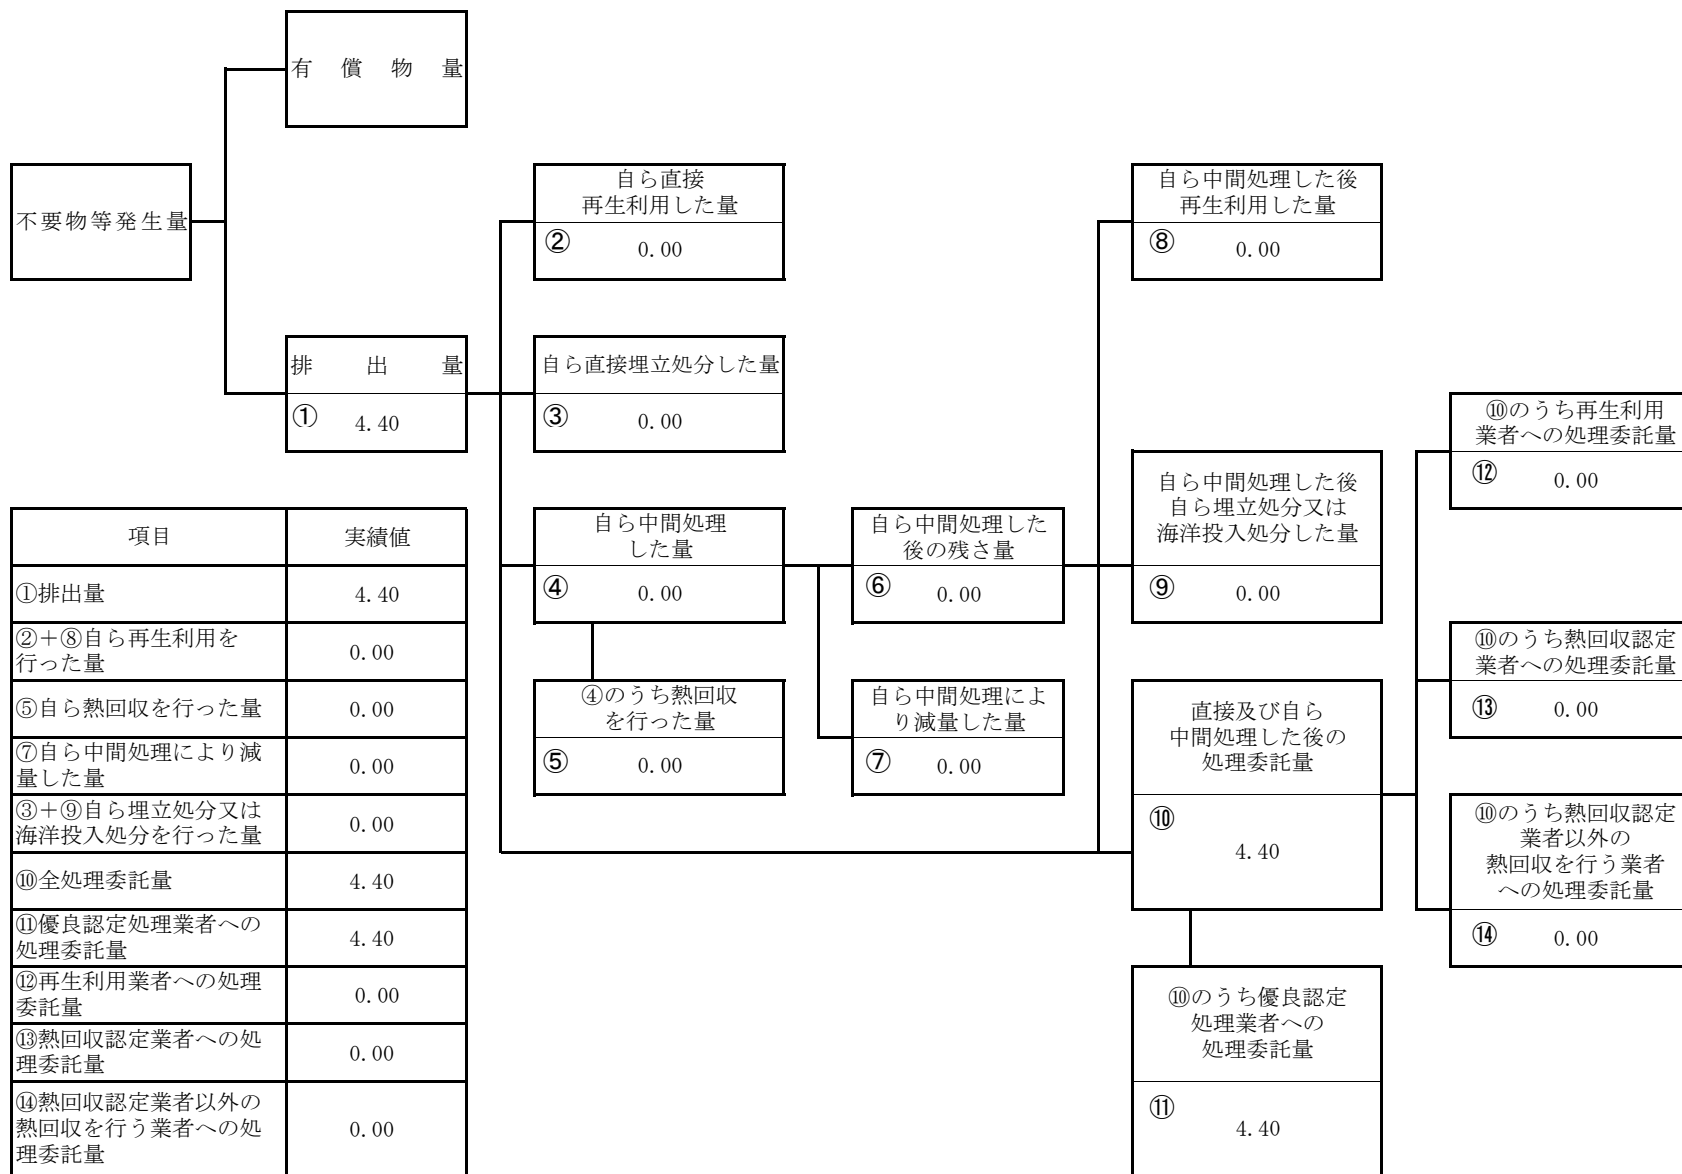 有償物量
不要物等発生量
排出量
① 4.40
自ら直接
再生利用した量
② 0.00
自ら直接埋立処分した量
③ 0.00
自ら中間処理
した量
④ 0.00
④のうち熱回収
を行った量
⑤ 0.00
自ら中間処理した
後の残さ量
⑥ 0.00
自ら中間処理によ
り減量した量
⑦ 0.00
自ら中間処理した後
再生利用した量
⑧ 0.00
自ら中間処理した後
自ら埋立処分又は
海洋投入処分した量
⑨ 0.00
直接及び自ら
中間処理した後の
処理委託量
⑩
4.40
⑩のうち優良認定
処理業者への
処理委託量
⑪
4.40
⑩のうち再生利用
業者への処理委託量
⑫ 0.00
⑩のうち熱回収認定
業者への処理委託量
⑬ 0.00
⑩のうち熱回収認定
業者以外の
熱回収を行う業者
への処理委託量
⑭ 0.00
項目 実績値
①排出量 4.40
②+⑧自ら再生利用を
行った量 0.00
⑤自ら熱回収を行った量 0.00
⑦自ら中間処理により減
量した量 0.00
③+⑨自ら埋立処分又は
海洋投入処分を行った量 0.00
⑩全処理委託量 4.40
⑪優良認定処理業者への
処理委託量 4.40
⑫再生利用業者への処理
委託量 0.00
⑬熱回収認定業者への処
理委託量 0.00
⑭熱回収認定業者以外の
熱回収を行う業者への処
理委託量 0.00